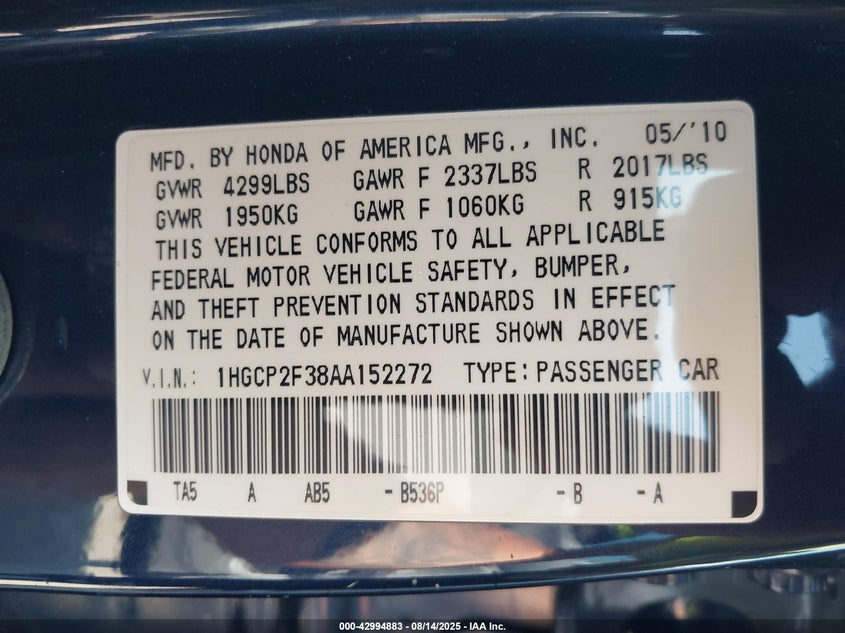 MFD. BY HONDA OF AMERICA MFG., INC. 05/'10
GVWR 4299LBS GAWR F 2337LBS R 2017LBS
GVWR 1950KG GAWR F 1060KG R 915KG
THIS VEHICLE CONFORMS TO ALL APPLICABLE
FEDERAL MOTOR VEHICLE SAFETY, BUMPER,
AND THEFT PREVENTION STANDARDS IN EFFECT
ON THE DATE OF MANUFACTURE SHOWN ABOVE.
V.I.N.: 1HGCP2F38AA152272 TYPE: PASSENGER CAR
TA5 A AB5 -B536P -B -A
000-42994883 - 08/14/2025 - IAA Inc.